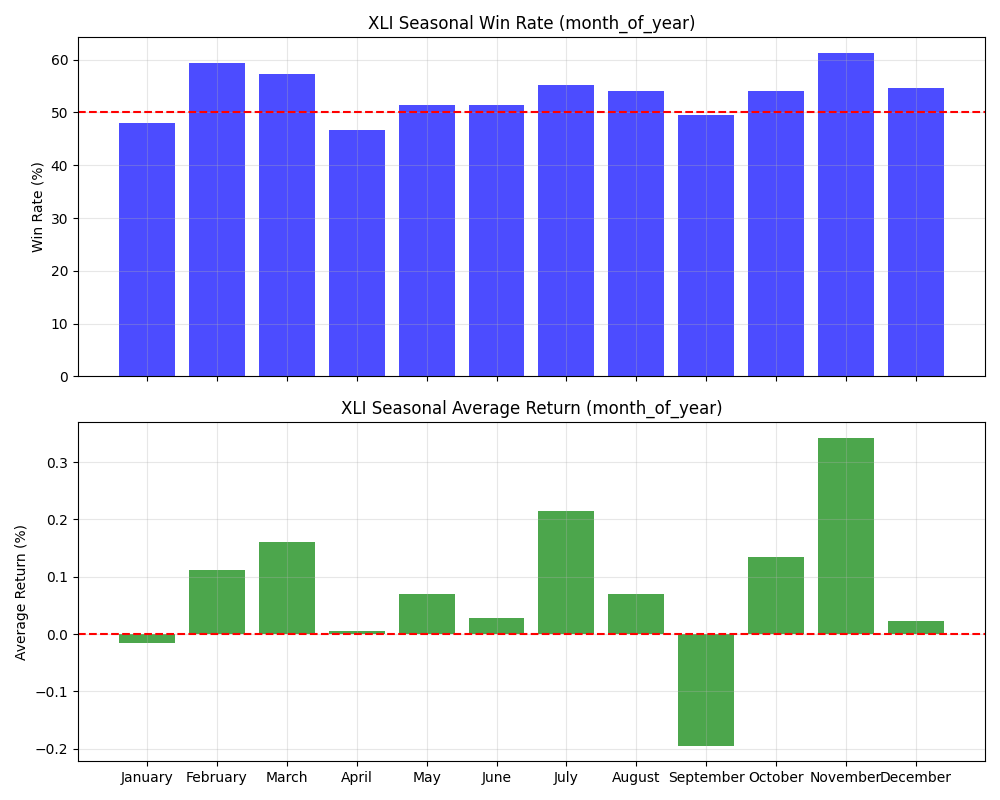 XLI Seasonal Win Rate (month_of_year)
Win Rate (%)
60
50
40
30
20
10
0
XLI Seasonal Average Return (month_of_year)
Average Return (%)
0.3
0.2
0.1
0.0
−0.1
−0.2
January February March April May June July August September October November December